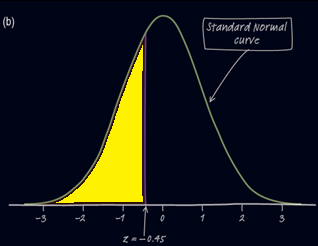 (b)
Standard Normal
curve
-3 -2 -1 0 1 2 3
z = -0.45